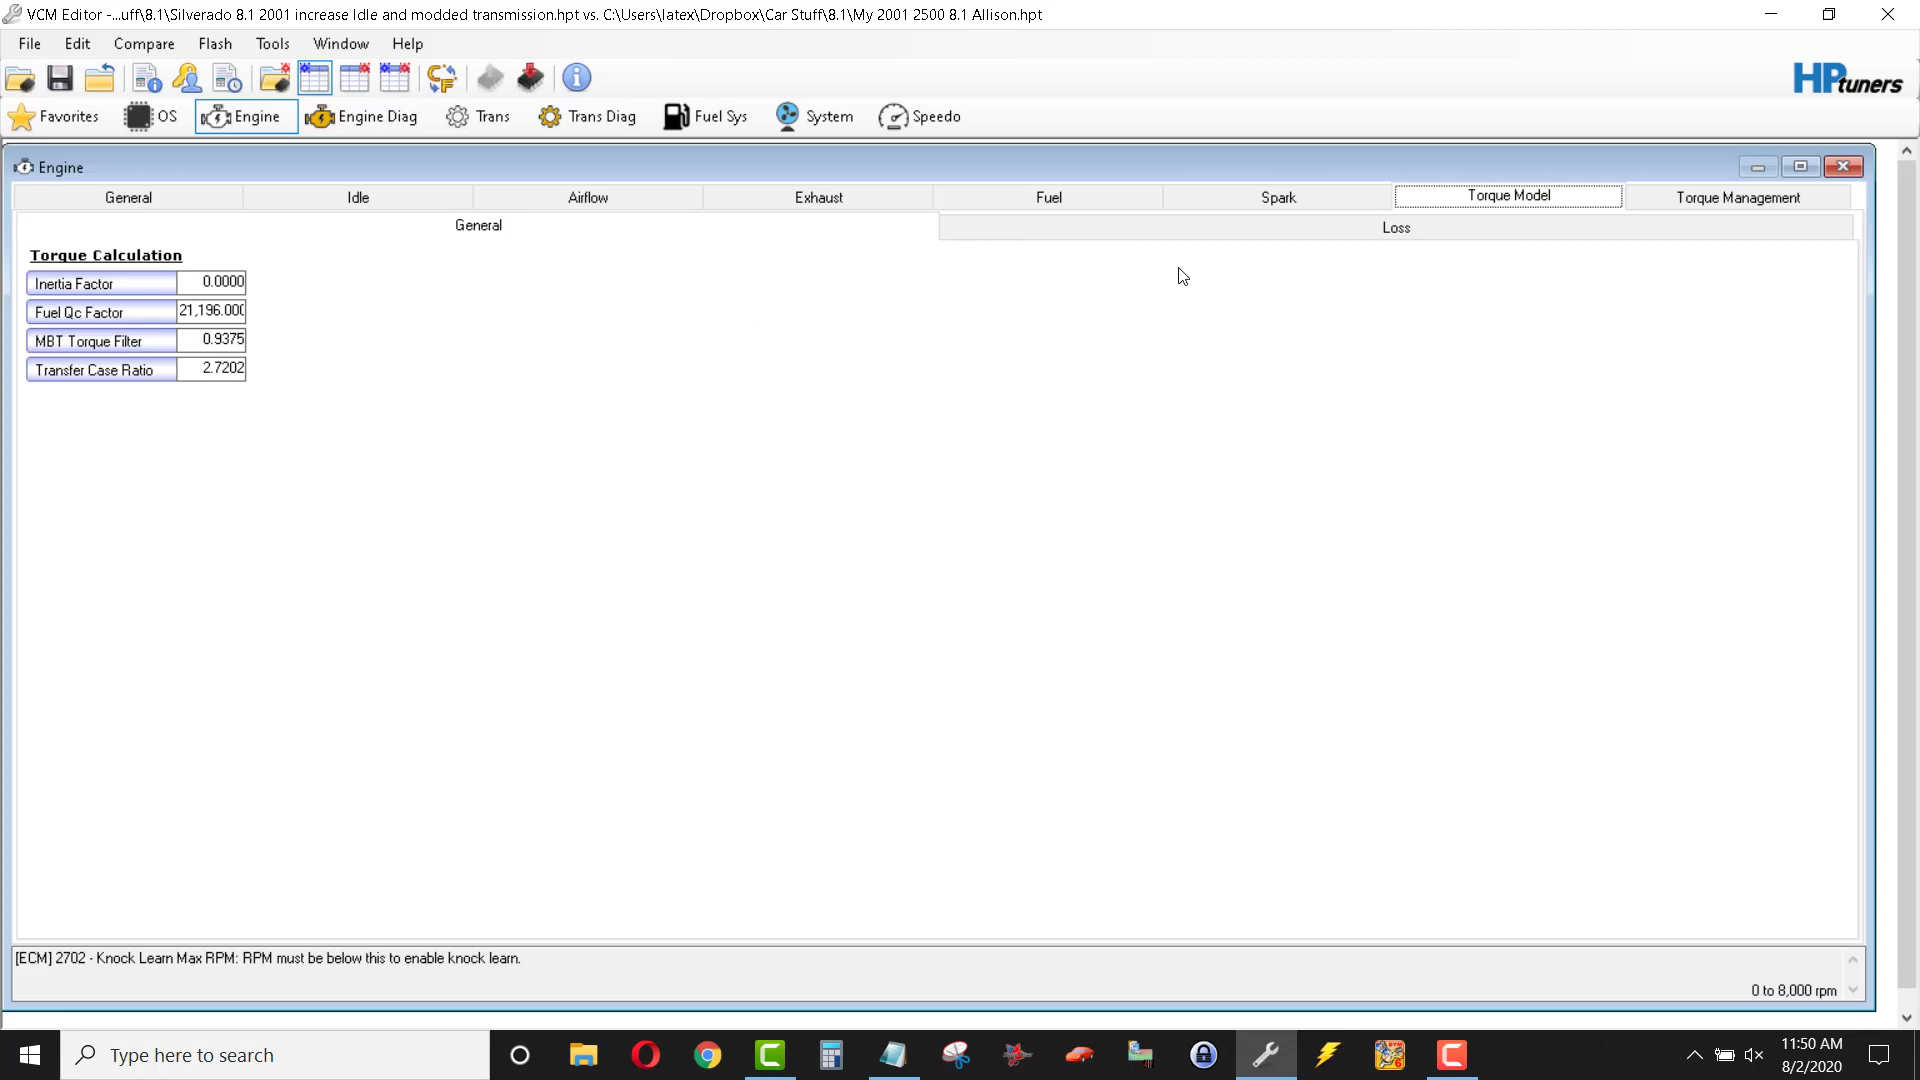 VCM Editor -...uff\8.1\Silverado 8.1 2001 increase Idle and modded transmission.hpt vs. C:\Users\latex\Dropbox\Car Stuff\8.1\My 2001 2500 8.1 Allison.hpt
File Edit Compare Flash Tools Window Help
HPtuners
Favorites OS Engine Engine Diag Trans Trans Diag Fuel Sys System Speedo
Engine
General Idle Airflow Exhaust Fuel Spark Torque Model Torque Management
General Loss
Torque Calculation
Inertia Factor 0.0000
Fuel Qc Factor 21,196.000
MBT Torque Filter 0.9375
Transfer Case Ratio 2.7202
[ECM] 2702 - Knock Learn Max RPM: RPM must be below this to enable knock learn.
0 to 8,000 rpm
Type here to search
11:50 AM
8/2/2020